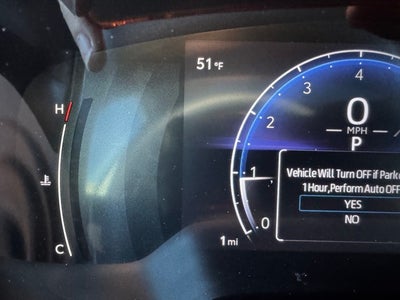 51°F
H
C
4
3
2
1
0
0
MPH
P
Vehicle Will Turn OFF if Park
1 Hour,Perform Auto OFF
YES
NO
1 mi